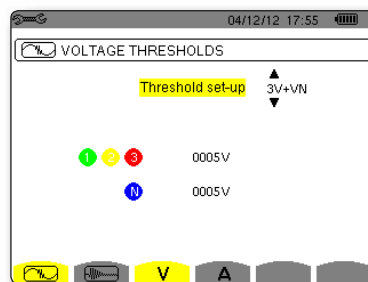 04/12/12 17:55
VOLTAGE THRESHOLDS
Threshold set-up 3V+VN
1 2 3 0005V
N 0005V
V A